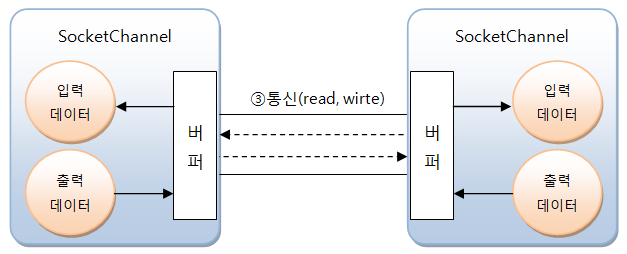 SocketChannel
입력
데이터
출력
데이터
버
퍼
③통신(read, wirte)
SocketChannel
버
퍼
입력
데이터
출력
데이터